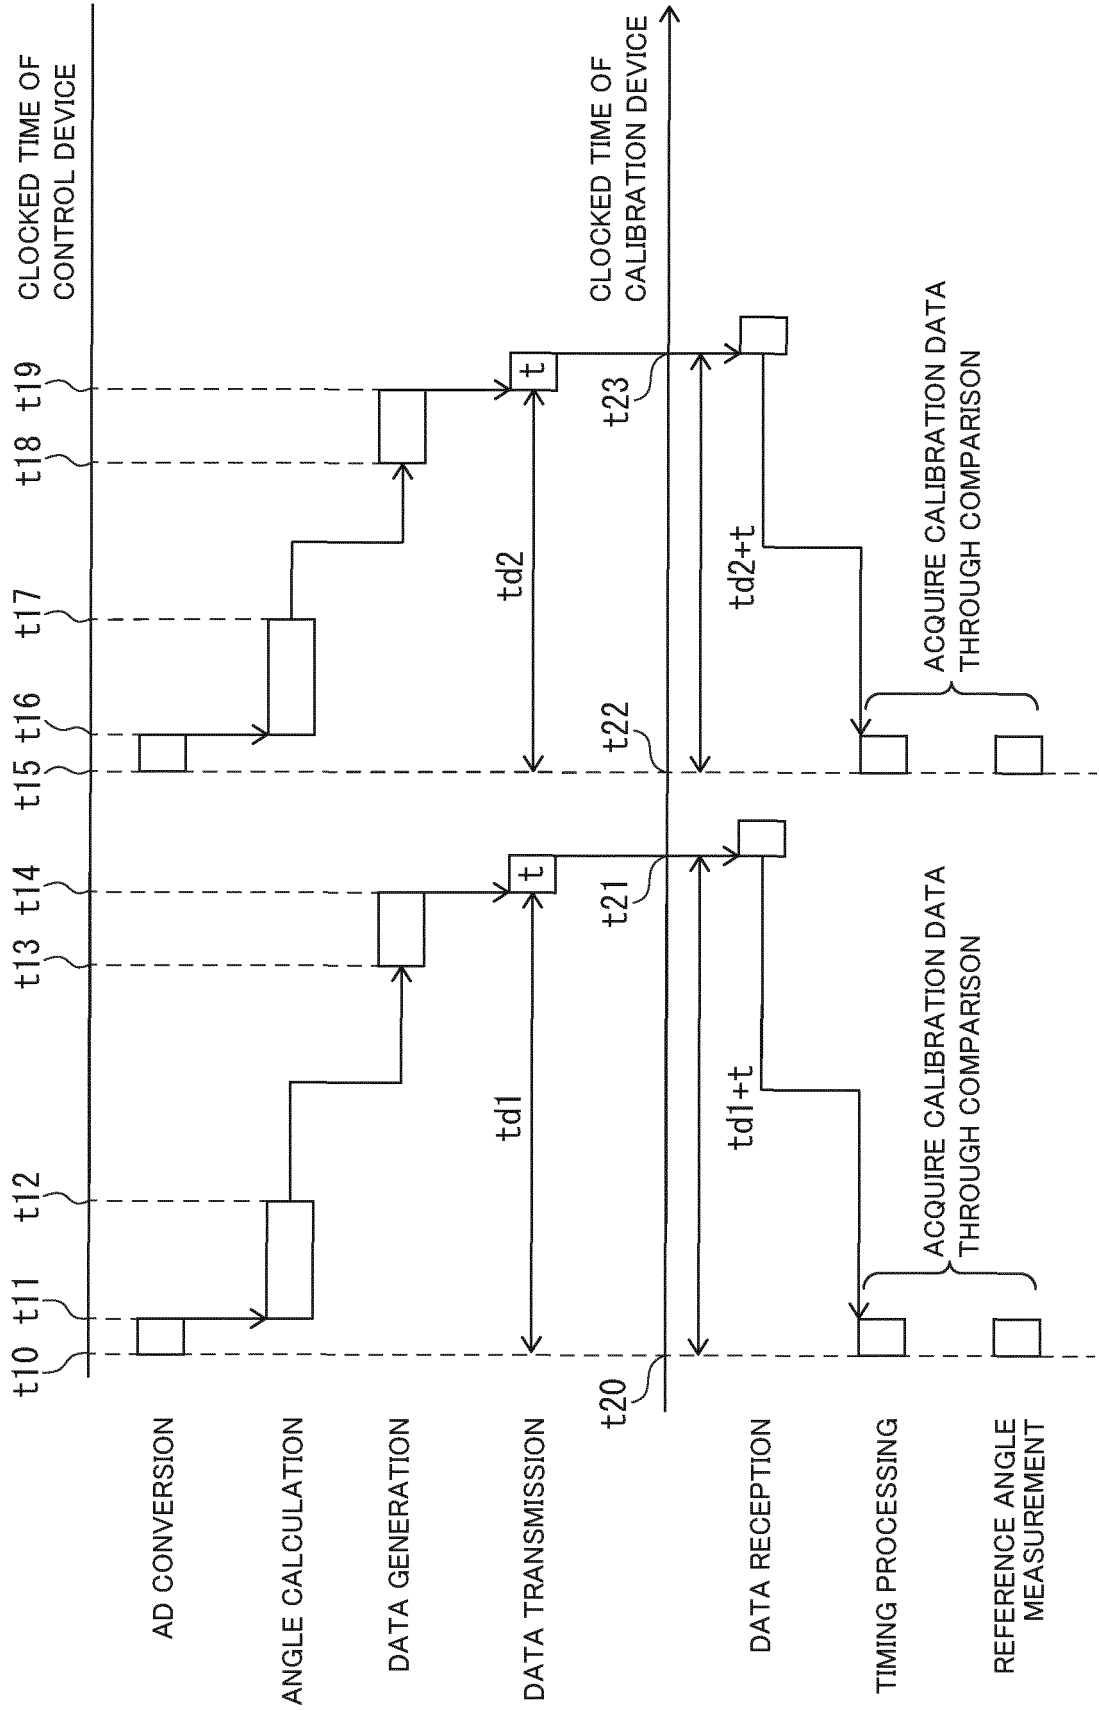 CLOCKED TIME OF
CONTROL DEVICE
t10
t11
t12
t13
t14
t15
t16
t17
t18
t19
AD CONVERSION
ANGLE CALCULATION
DATA GENERATION
DATA TRANSMISSION
td1
t
td2
t
CLOCKED TIME OF
CALIBRATION DEVICE
t20
t21
t22
t23
DATA RECEPTION
td1+t
td2+t
TIMING PROCESSING
REFERENCE ANGLE
MEASUREMENT
ACQUIRE CALIBRATION DATA
THROUGH COMPARISON
ACQUIRE CALIBRATION DATA
THROUGH COMPARISON